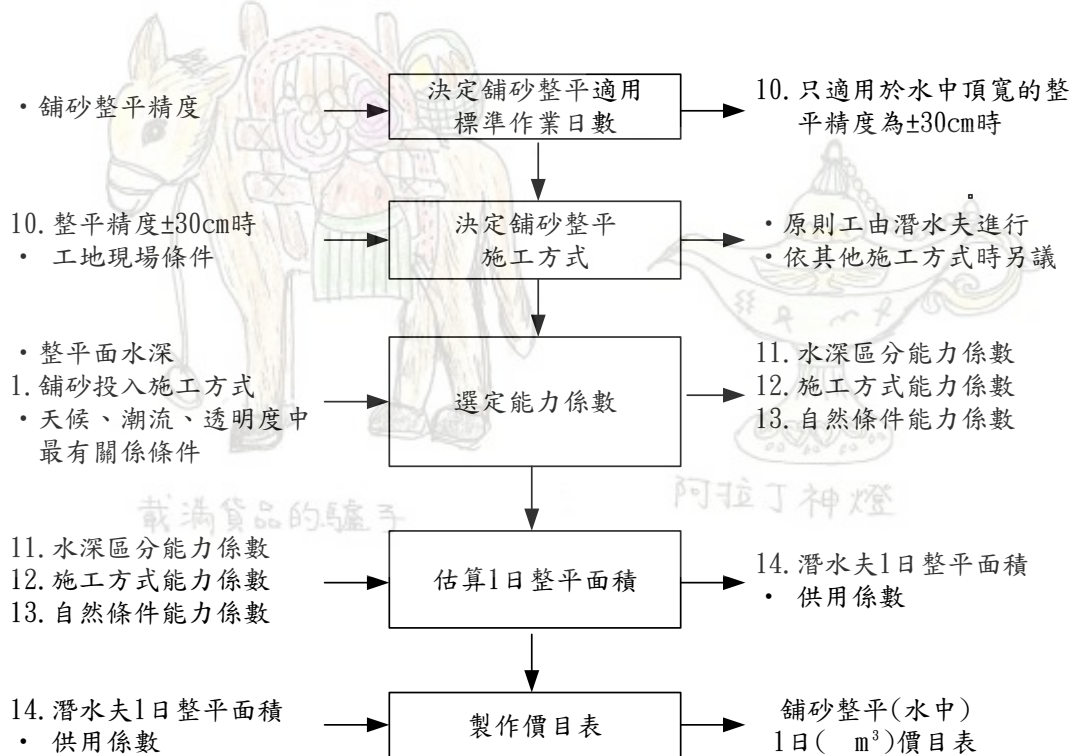 ・舖砂整平精度
決定舖砂整平適用
標準作業日數
10.只適用於水中頂寬的整
平精度為±30cm時
10.整平精度±30cm時
・ 工地現場條件
決定舖砂整平
施工方式
・原則工由潛水夫進行
・依其他施工方式時另議
・整平面水深
1.舖砂投入施工方式
・天候、潮流、透明度中
最有關係條件
選定能力係數
11.水深區分能力係數
12.施工方式能力係數
13.自然條件能力係數
載滿貨品的驢子
阿拉丁神燈
11.水深區分能力係數
12.施工方式能力係數
13.自然條件能力係數
估算1日整平面積
14.潛水夫1日整平面積
・ 供用係數
14.潛水夫1日整平面積
・ 供用係數
製作價目表
舖砂整平(水中)
1日( m³)價目表